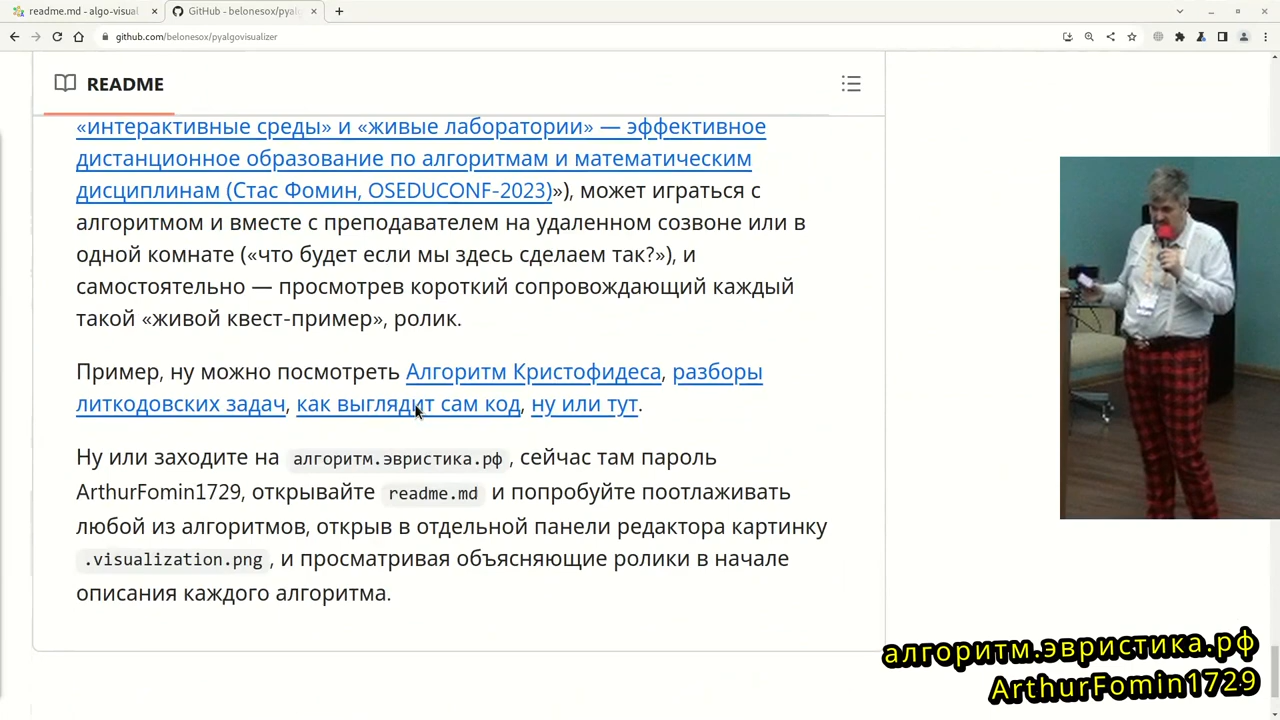 readme.md - algo-visual
GitHub - belonesox/pyalg
github.com/belonesox/pyalgovisualizer
README
«интерактивные среды» и «живые лаборатории» — эффективное
дистанционное образование по алгоритмам и математическим
дисциплинам (Стас Фомин, OSEDUCONF-2023)»), может играться с
алгоритмом и вместе с преподавателем на удаленном созвоне или в
одной комнате («что будет если мы здесь сделаем так?»), и
самостоятельно — просмотрев короткий сопровождающий каждый
такой «живой квест-пример», ролик.
Пример, ну можно посмотреть Алгоритм Кристофидеса, разборы
литкодовских задач, как выглядит сам код, ну или тут.
Ну или заходите на алгоритм.эвристика.рф, сейчас там пароль
ArthurFomin1729, открывайте readme.md и попробуйте поотлаживать
любой из алгоритмов, открыв в отдельной панели редактора картинку
.visualization.png, и просматривая объясняющие ролики в начале
описания каждого алгоритма.
алгоритм.эвристика.рф
ArthurFomin1729